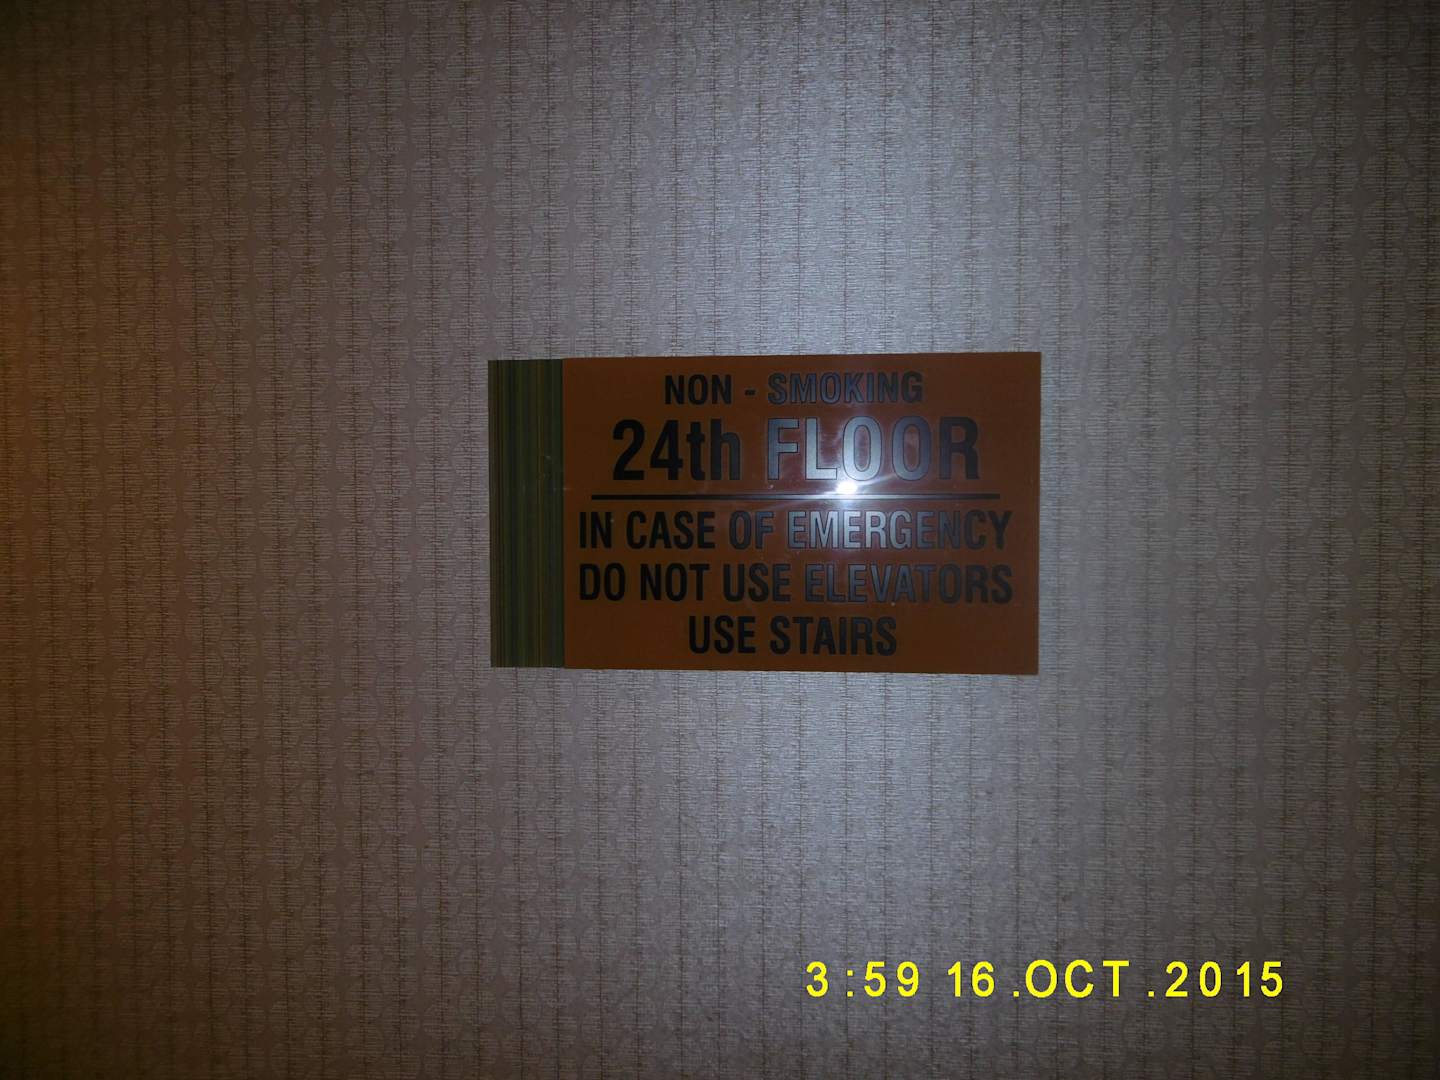 NON - SMOKING
24th FLOOR
IN CASE OF EMERGENCY
DO NOT USE ELEVATORS
USE STAIRS
3:59 16.OCT.2015